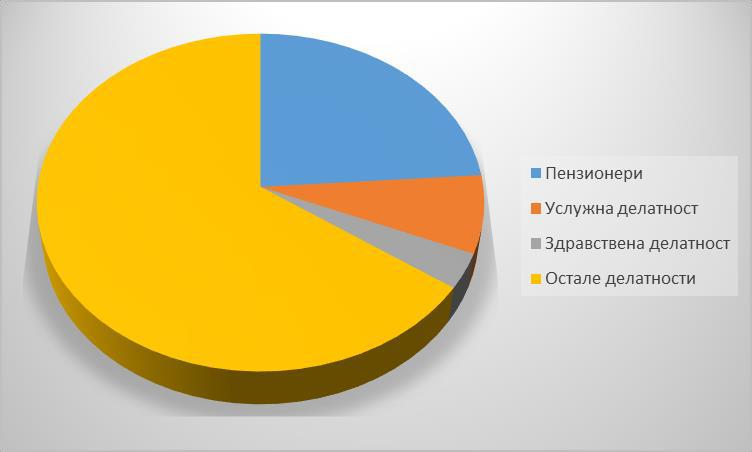 Пензионери
Услужна делатност
Здравствена делатност
Остале делатности